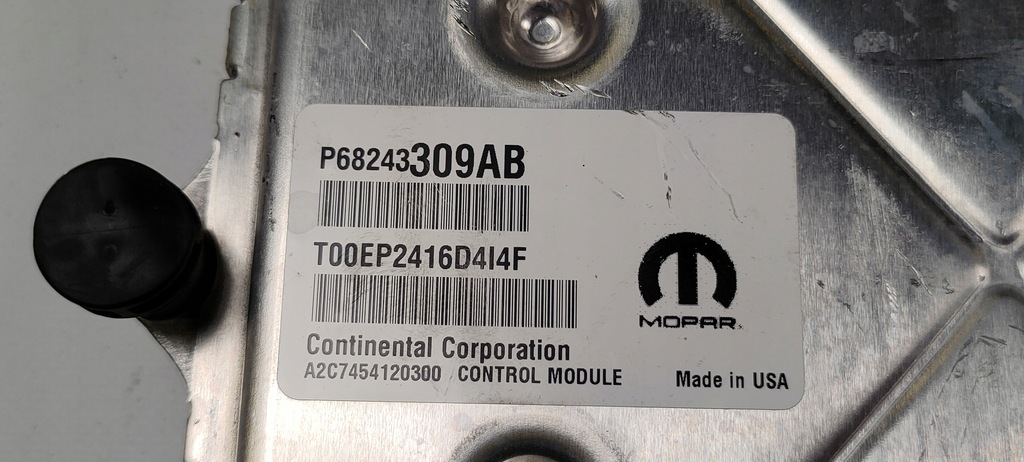 P68243309AB
T00EP2416D4I4F
Continental Corporation
A2C7454120300 CONTROL MODULE
MOPAR
Made in USA